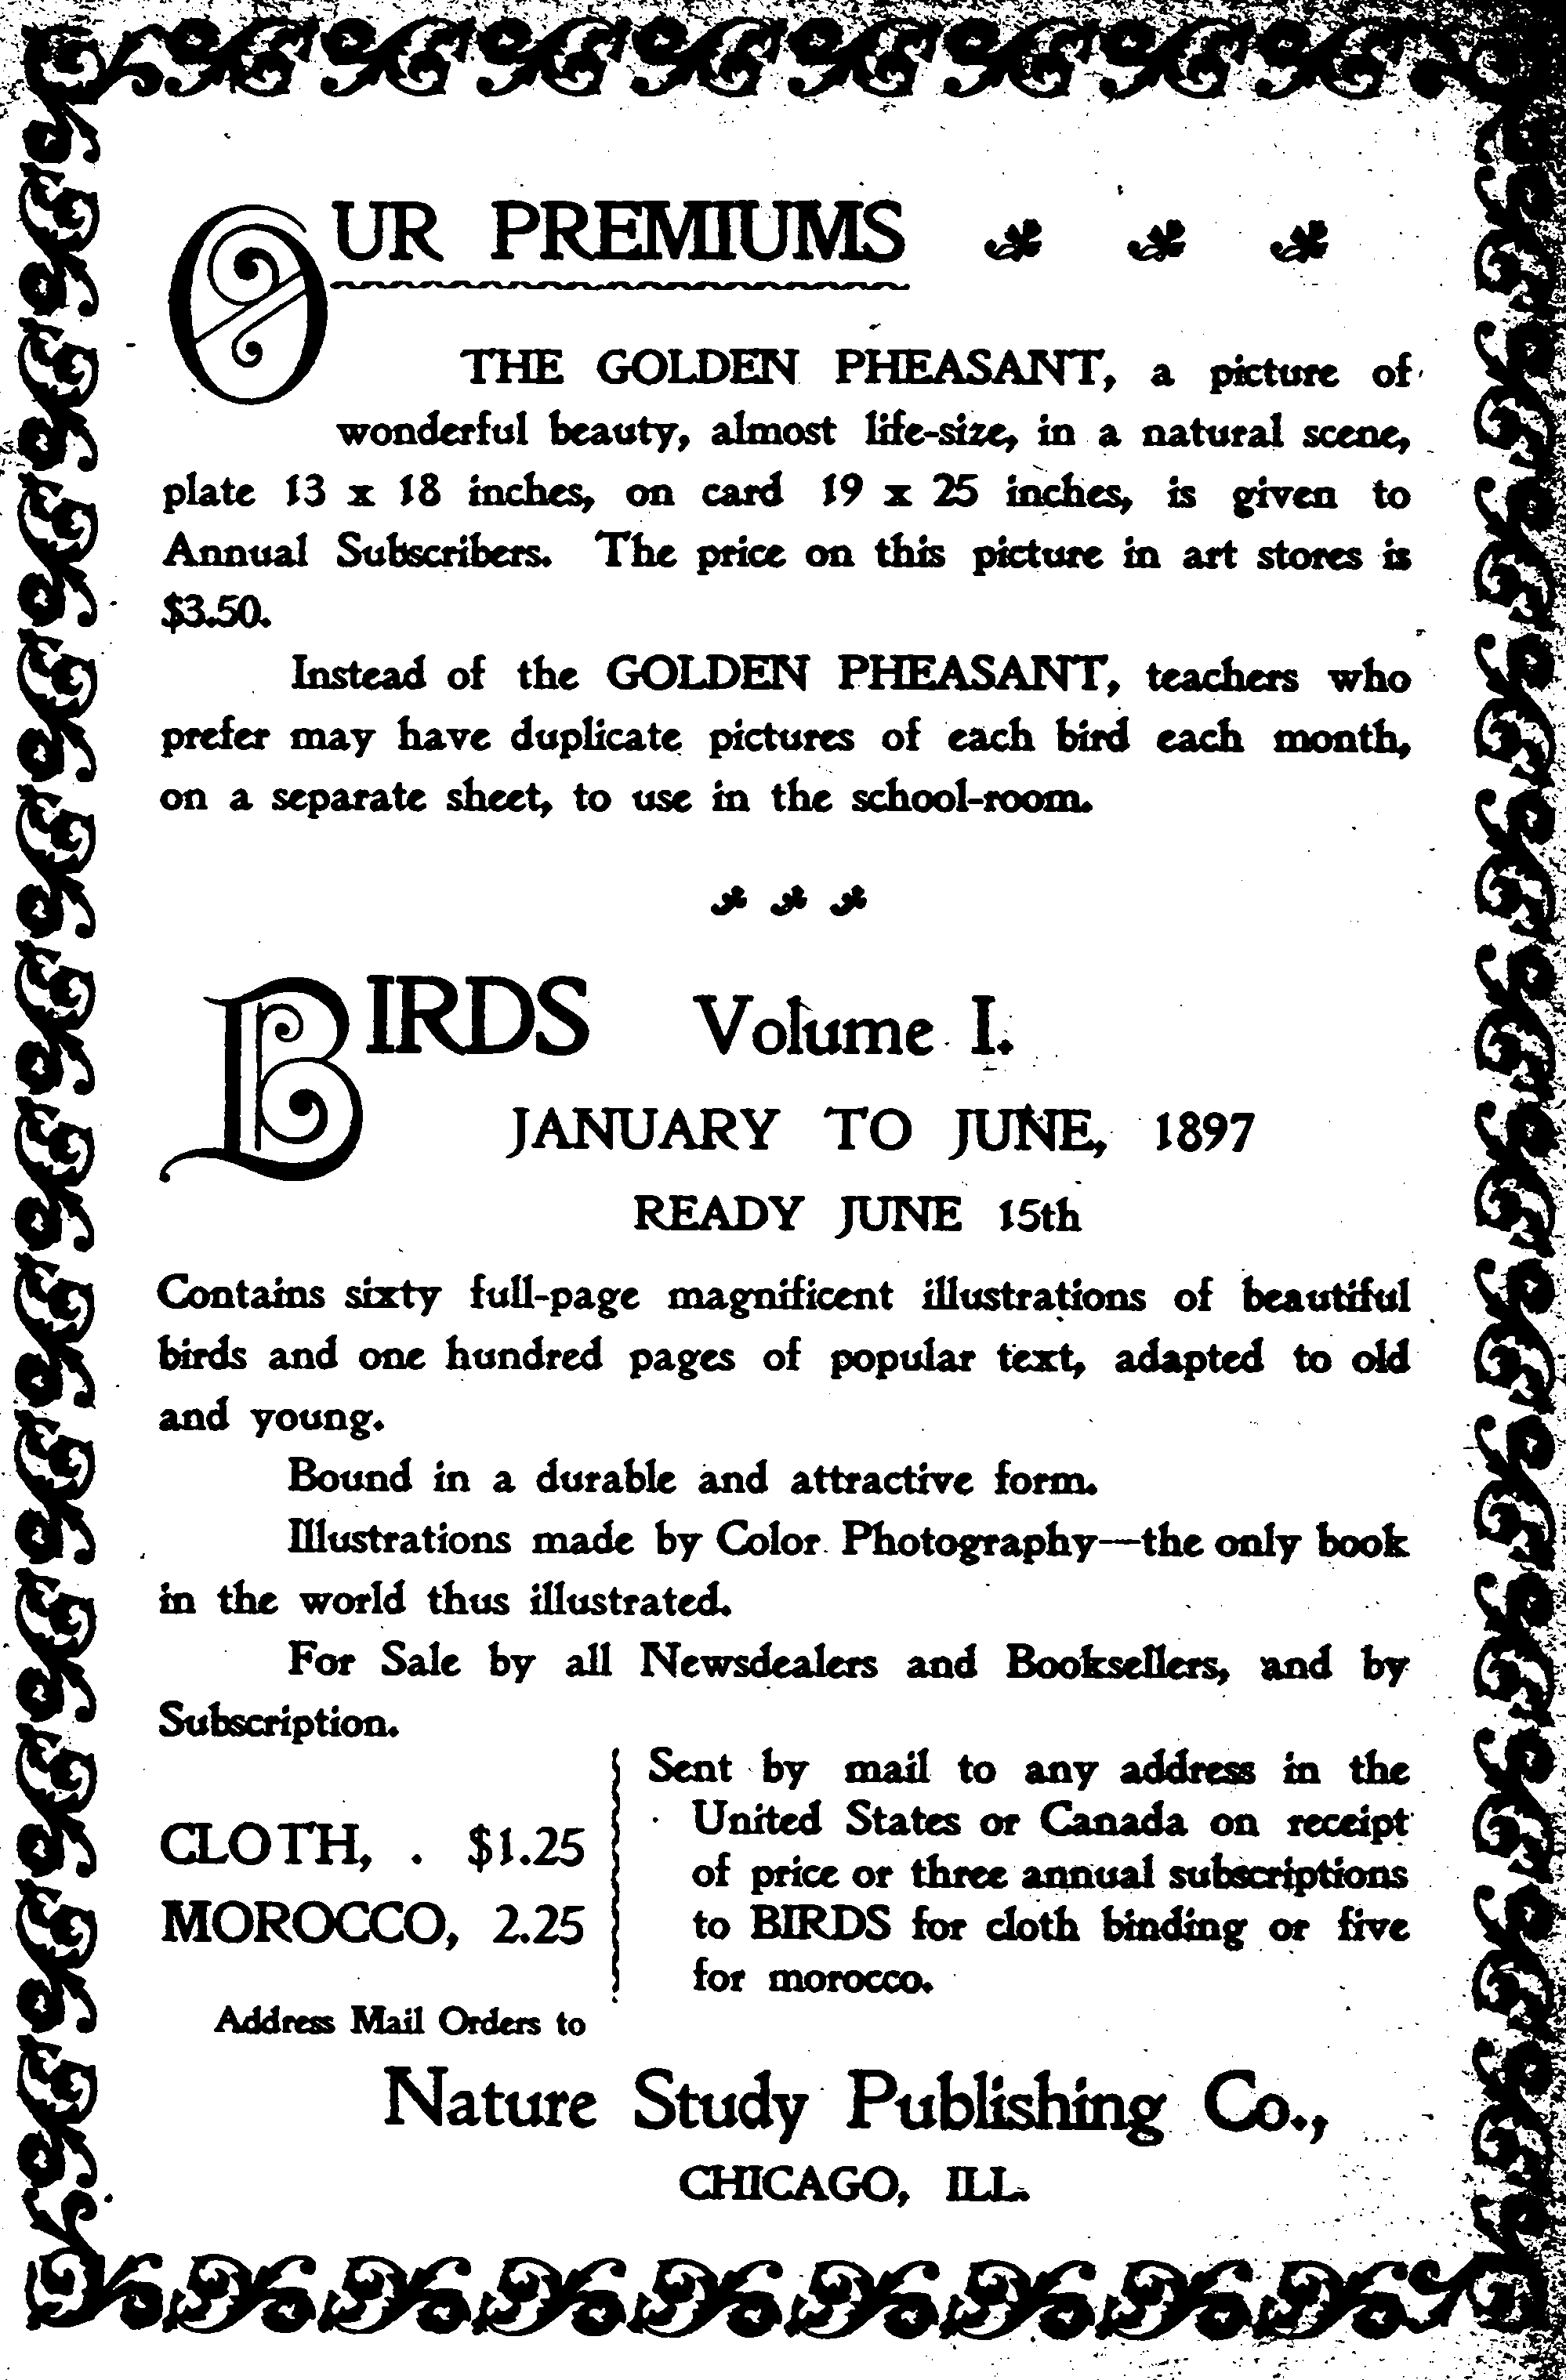 OUR PREMIUMS
THE GOLDEN PHEASANT, a picture of
wonderful beauty, almost life-size, in a natural scene,
plate 13 x 18 inches, on card 19 x 25 inches, is given to
Annual Subscribers. The price on this picture in art stores is
$3.50.
Instead of the GOLDEN PHEASANT, teachers who
prefer may have duplicate pictures of each bird each month,
on a separate sheet, to use in the school-room.
BIRDS Volume I.
JANUARY TO JUNE, 1897
READY JUNE 15th
Contains sixty full-page magnificent illustrations of beautiful
birds and one hundred pages of popular text, adapted to old
and young.
Bound in a durable and attractive form.
Illustrations made by Color Photography—the only book
in the world thus illustrated.
For Sale by all Newsdealers and Booksellers, and by
Subscription.
CLOTH, . $1.25
MOROCCO, 2.25
Sent by mail to any address in the
United States or Canada on receipt
of price or three annual subscriptions
to BIRDS for cloth binding or five
for morocco.
Address Mail Orders to
Nature Study Publishing Co.,
CHICAGO, ILL.